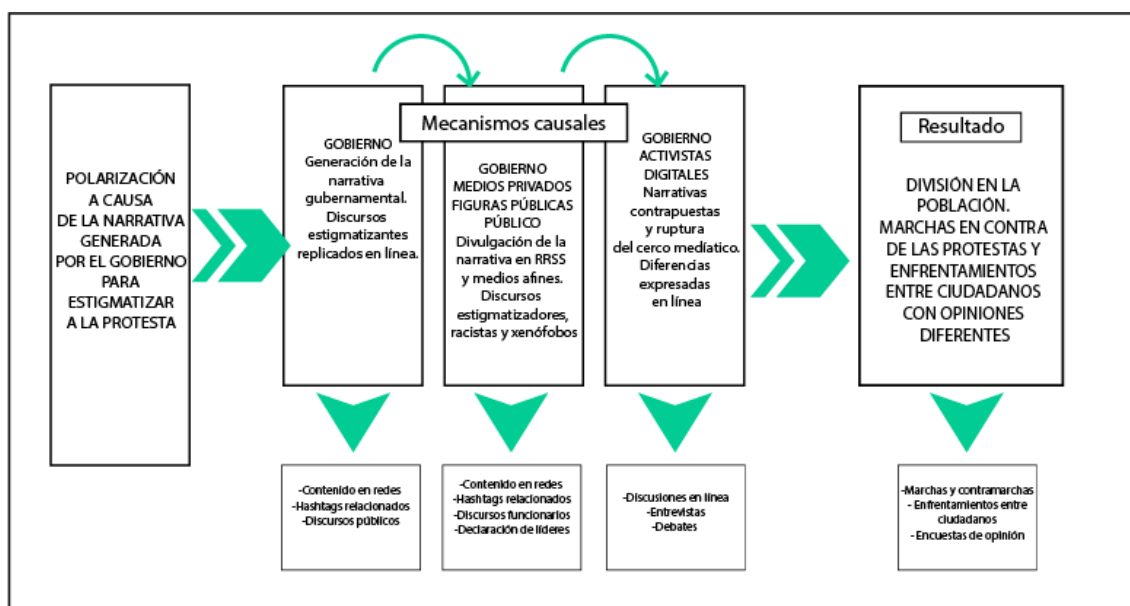 POLARIZACIÓN
A CAUSA
DE LA NARRATIVA
GENERADA
POR EL GOBIERNO
PARA
ESTIGMATIZAR
A LA PROTESTA
Mecanismos causales
GOBIERNO
Generación de la
narrativa
gubernamental.
Discursos
estigmatizantes
replicados en línea.
GOBIERNO
MEDIOS PRIVADOS
FIGURAS PÚBLICAS
PÚBLICO
Divulgación de la
narrativa en RRSS
y medios afines.
Discursos
estigmatizadores,
racistas y xenófobos
GOBIERNO
ACTIVISTAS
DIGITALES
Narrativas
contrapuestas
y ruptura
del cerco medíatico.
Diferencias
expresadas
en línea
Resultado
DIVISIÓN EN LA
POBLACIÓN.
MARCHAS EN CONTRA
DE LAS PROTESTAS Y
ENFRENTAMIENTOS
ENTRE CIUDADANOS
CON OPINIONES
DIFERENTES
-Contenido en redes
-Hashtags relacionados
-Discursos públicos
-Contenido en redes
-Hashtags relacionados
-Discursos funcionarios
-Declaración de líderes
-Discusiones en línea
-Entrevistas
-Debates
-Marchas y contramarchas
- Enfrentamientos entre
ciudadanos
- Encuestas de opinión